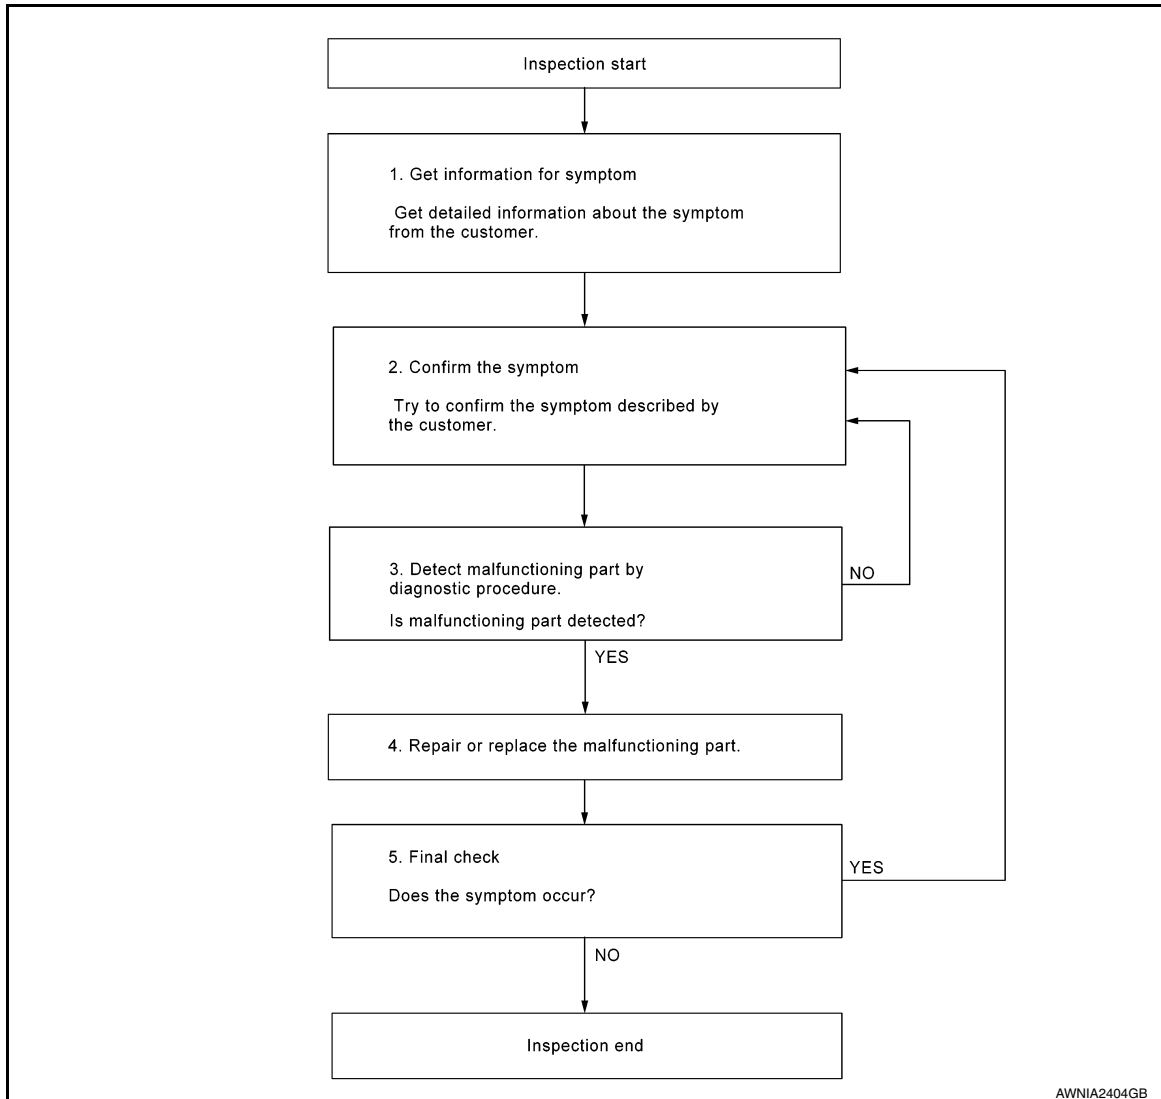 Inspection start
1. Get information for symptom
Get detailed information about the symptom
from the customer.
2. Confirm the symptom
Try to confirm the symptom described by
the customer.
3. Detect malfunctioning part by
diagnostic procedure.
Is malfunctioning part detected?
NO
YES
4. Repair or replace the malfunctioning part.
5. Final check
Does the symptom occur?
YES
NO
Inspection end
AWNIA2404GB